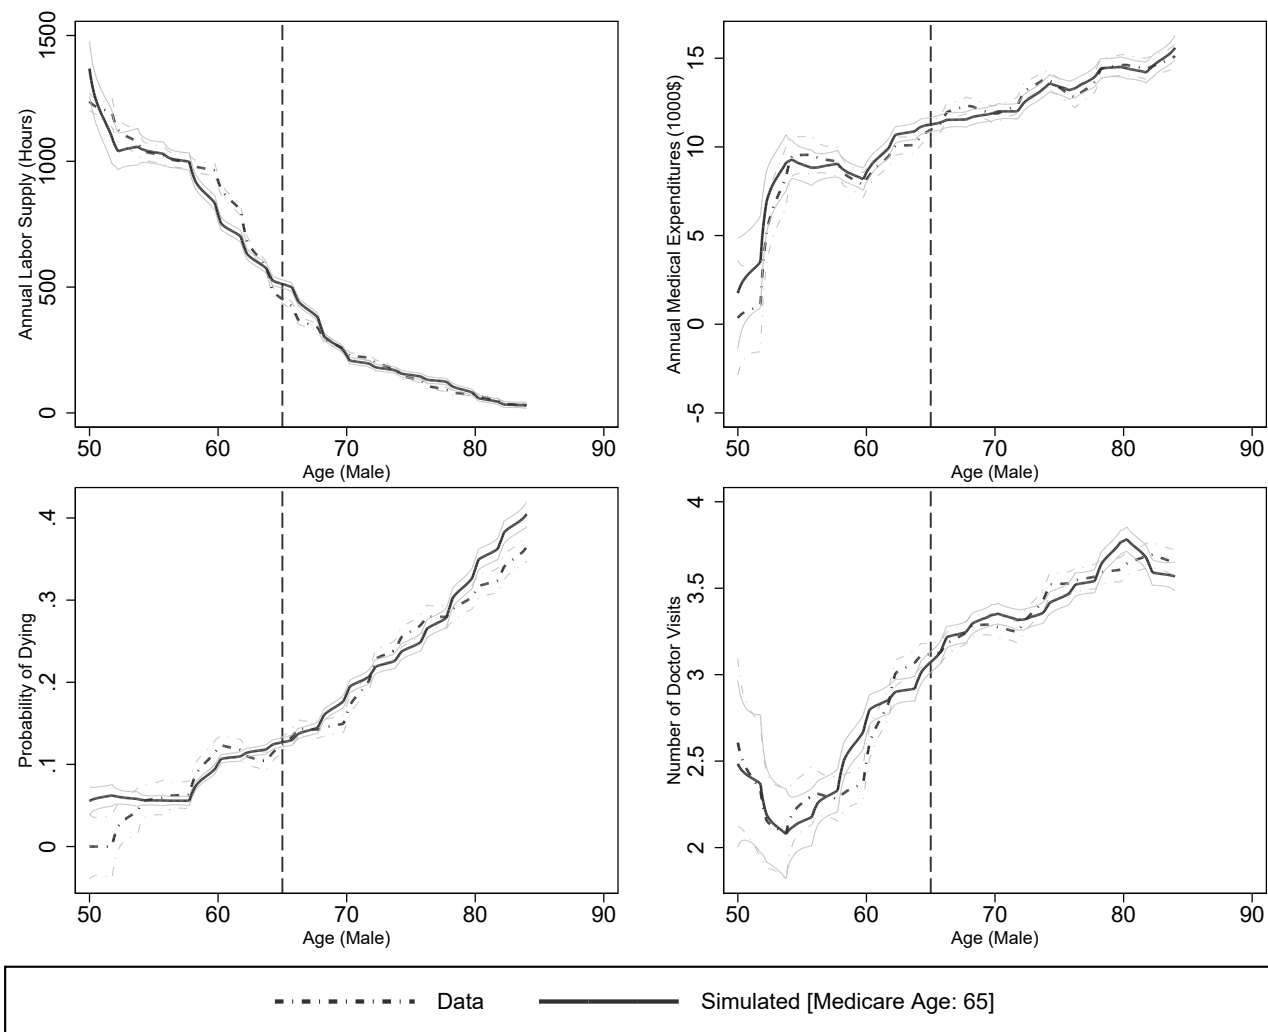 Annual Labor Supply (Hours)
1500
1000
500
0
50 60 70 80 90
Age (Male)
Annual Medical Expenditures (1000$)
15
10
5
0
-5
50 60 70 80 90
Age (Male)
Probability of Dying
.4
.3
.2
.1
0
50 60 70 80 90
Age (Male)
Number of Doctor Visits
4
3.5
3
2.5
2
50 60 70 80 90
Age (Male)
Data Simulated [Medicare Age: 65]